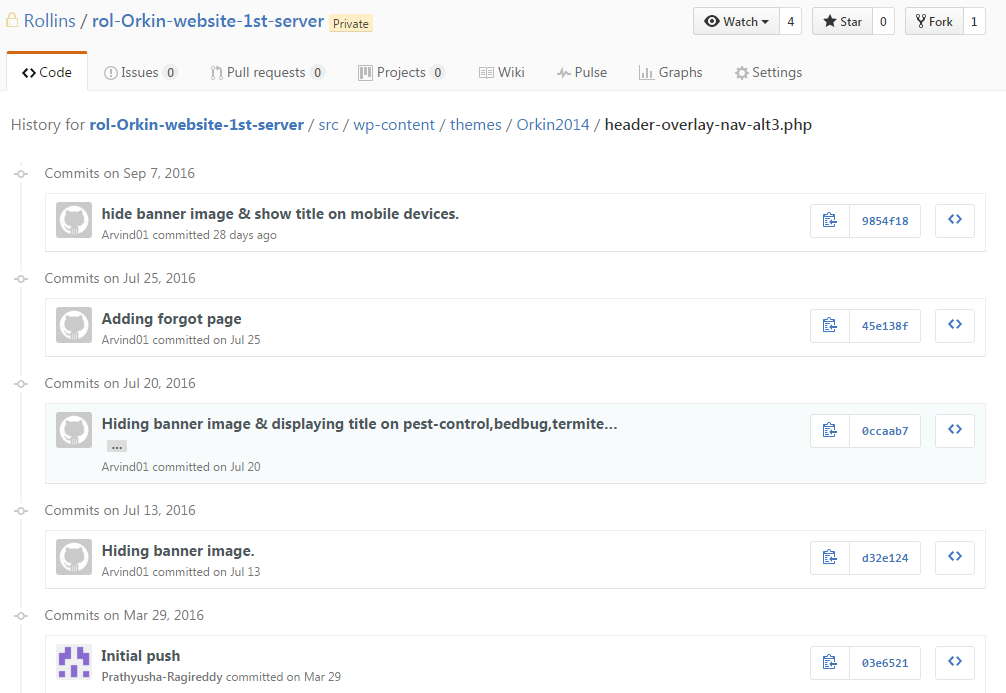 Rollins / rol-Orkin-website-1st-server Private
Watch 4 Star 0 Fork 1
Code Issues 0 Pull requests 0 Projects 0 Wiki Pulse Graphs Settings
History for rol-Orkin-website-1st-server / src / wp-content / themes / Orkin2014 / header-overlay-nav-alt3.php
Commits on Sep 7, 2016
hide banner image & show title on mobile devices.
Arvind01 committed 28 days ago
9854f18
Commits on Jul 25, 2016
Adding forgot page
Arvind01 committed on Jul 25
45e138f
Commits on Jul 20, 2016
Hiding banner image & displaying title on pest-control,bedbug,termite...
...
Arvind01 committed on Jul 20
0ccaab7
Commits on Jul 13, 2016
Hiding banner image.
Arvind01 committed on Jul 13
d32e124
Commits on Mar 29, 2016
Initial push
Prathyusha-Ragireddy committed on Mar 29
03e6521